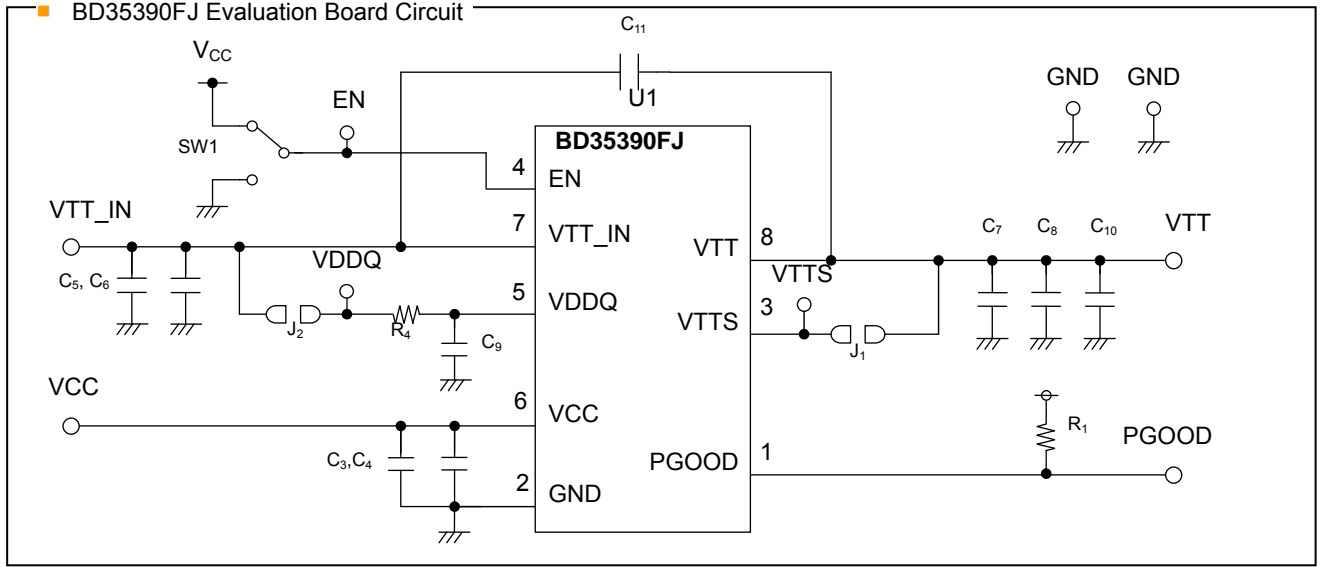 BD35390FJ Evaluation Board Circuit
C11
VCC
GND GND
EN
U1
BD35390FJ
SW1
4
EN
VTT_IN
7
VTT_IN
VTT
8
C7
C8
C10
VTT
VDDQ
VTTS
C5, C6
5
VDDQ
3
VTTS
J2
R4
C9
J1
VCC
6
VCC
R1
PGOOD
C3,C4
PGOOD
1
2
GND